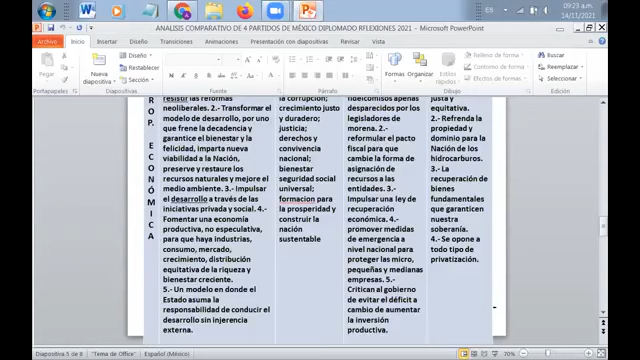 09:23 a.m.
ES
14/11/2021
ANALISIS COMPARATIVO DE 4 PARTIDOS DE MÉXICO DIPLOMADO RFLEXIONES 2021 - Microsoft PowerPoint
Archivo Inicio Insertar Diseño Transiciones Animaciones Presentación con diapositivas Revisar Vista
Pegar
Nueva diapositiva
Diseño
Restablecer
Sección
Formas Organizar
Relleno de forma
Contorno de forma
Efectos de formas
Buscar
Reemplazar
Seleccionar
Portapapeles Diapositivas Fuente Párrafo Dibujo Edición
PROP. ECONÓMICA
resistir las reformas
neoliberales. 2.- Transformar el
modelo de desarrollo, por uno
que frene la decadencia y
garantice el bienestar y la
felicidad, imparta nueva
viabilidad a la Nación,
preserve y restaure los
recursos naturales y mejore el
medio ambiente. 3.- Impulsar
el desarrollo a través de las
iniciativas privada y social. 4.-
Fomentar una economía
productiva, no especulativa,
para que haya industrias,
consumo, mercado,
crecimiento, distribución
equitativa de la riqueza y
bienestar creciente.
5.- Un modelo en donde el
Estado asuma la
responsabilidad de conducir el
desarrollo sin injerencia
externa.
la corrupción;
crecimiento justo
y duradero;
justicia;
derechos y
convivencia
nacional;
bienestar
seguridad social
universal;
formacion para
la prosperidad y
construir la
nación
sustentable
fideicomisos apenas
desparecidos por los
legisladores de
morena. 2.-
reformular el pacto
fiscal para que
cambie la forma de
asignación de
recursos a las
entidades. 3.-
Impulsar una ley de
recuperación
económica. 4.-
promover medidas
de emergencia a
nivel nacional para
proteger las micro,
pequeñas y medianas
empresas. 5.-
Critican al gobierno
de evitar el déficit a
cambio de aumentar
la inversión
productiva.
justa y
equitativa.
2.- Refrenda la
propiedad y
dominio para la
Nación de los
hidrocarburos.
3.- La
recuperación de
bienes
fundamentales
que garanticen
nuestra
soberanía.
4.- Se opone a
todo tipo de
privatización.
Diapositiva 5 de 8 "Tema de Office" Español (México) 70%